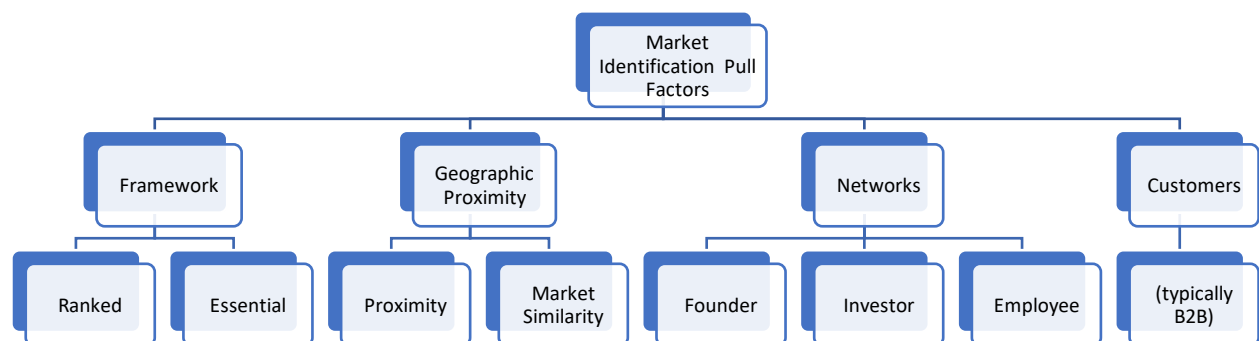 Market
Identification Pull
Factors
Framework
Geographic
Proximity
Networks
Customers
Ranked
Essential
Proximity
Market
Similarity
Founder
Investor
Employee
(typically
B2B)